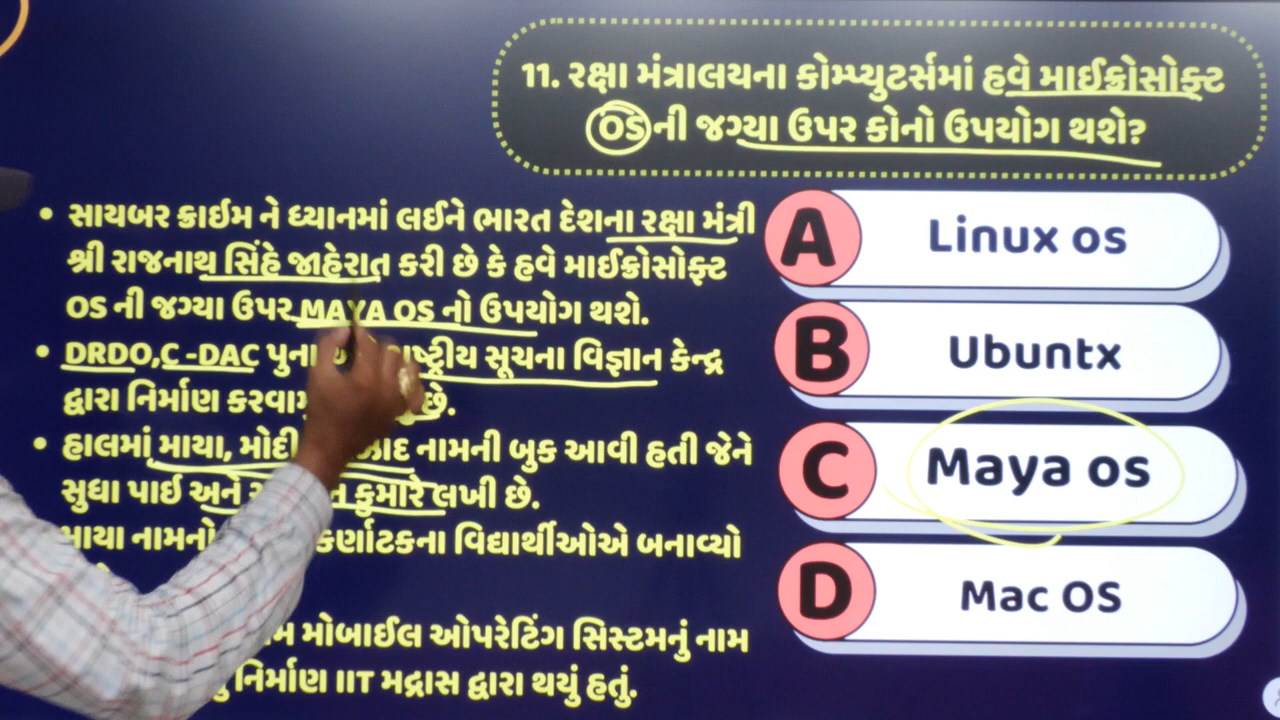 11. રક્ષા મંત્રાલયના કોમ્પ્યુટર્સમાં હવે માઈક્રોસોફ્ટ
OSની જગ્યા ઉપર કોનો ઉપયોગ થશે?
• સાયબર ક્રાઈમ ને ધ્યાનમાં લઈને ભારત દેશના રક્ષા મંત્રી
શ્રી રાજનાથ સિંહે જાહેરાત કરી છે કે હવે માઈક્રોસોફ્ટ
OS ની જગ્યા ઉપર MAYA OS નો ઉપયોગ થશે.
• DRDO,C -DAC પુના સૂચના વિજ્ઞાન કેન્દ્ર
દ્વારા નિર્માણ છે.
• હાલમાં માયા, મોદી નામની બુક આવી હતી જેને
સુધા પાઇ અને કુમારે લખી છે.
માયા નામનો કર્ણાટકના વિદ્યાર્થીઓએ બનાવ્યો
મોબાઈલ ઓપરેટિંગ સિસ્ટમનું નામ
નિર્માણ IIT મદ્રાસ દ્વારા થયું હતું.
A Linux os
B Ubuntx
C Maya os
D Mac OS